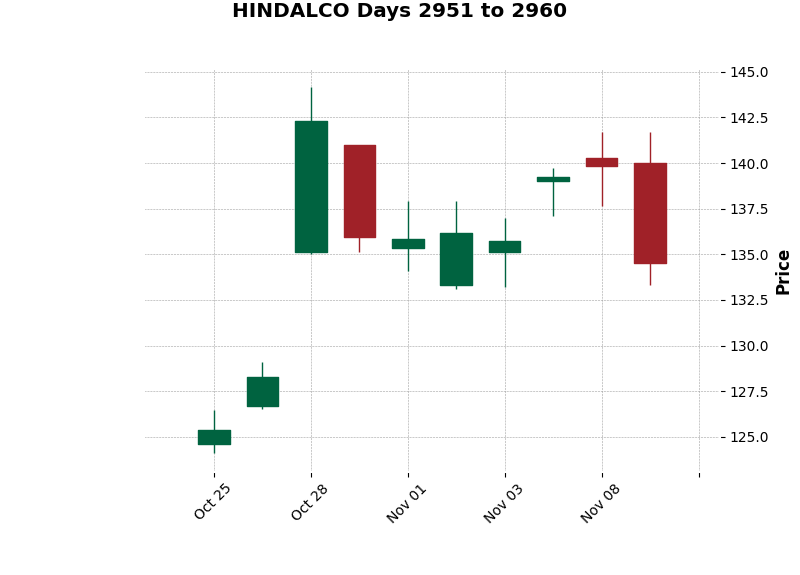 HINDALCO Days 2951 to 2960
145.0
142.5
140.0
137.5
135.0
132.5
130.0
127.5
125.0
Price
Oct 25
Oct 28
Nov 01
Nov 03
Nov 08